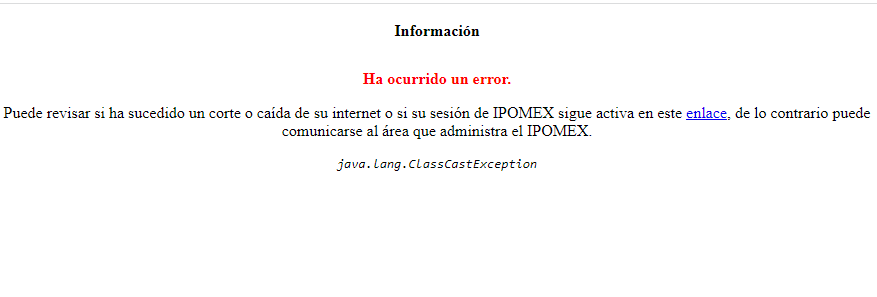 Información
Ha ocurrido un error.
Puede revisar si ha sucedido un corte o caída de su internet o si su sesión de IPOMEX sigue activa en este enlace, de lo contrario puede
comunicarse al área que administra el IPOMEX.
java.lang.ClassCastException